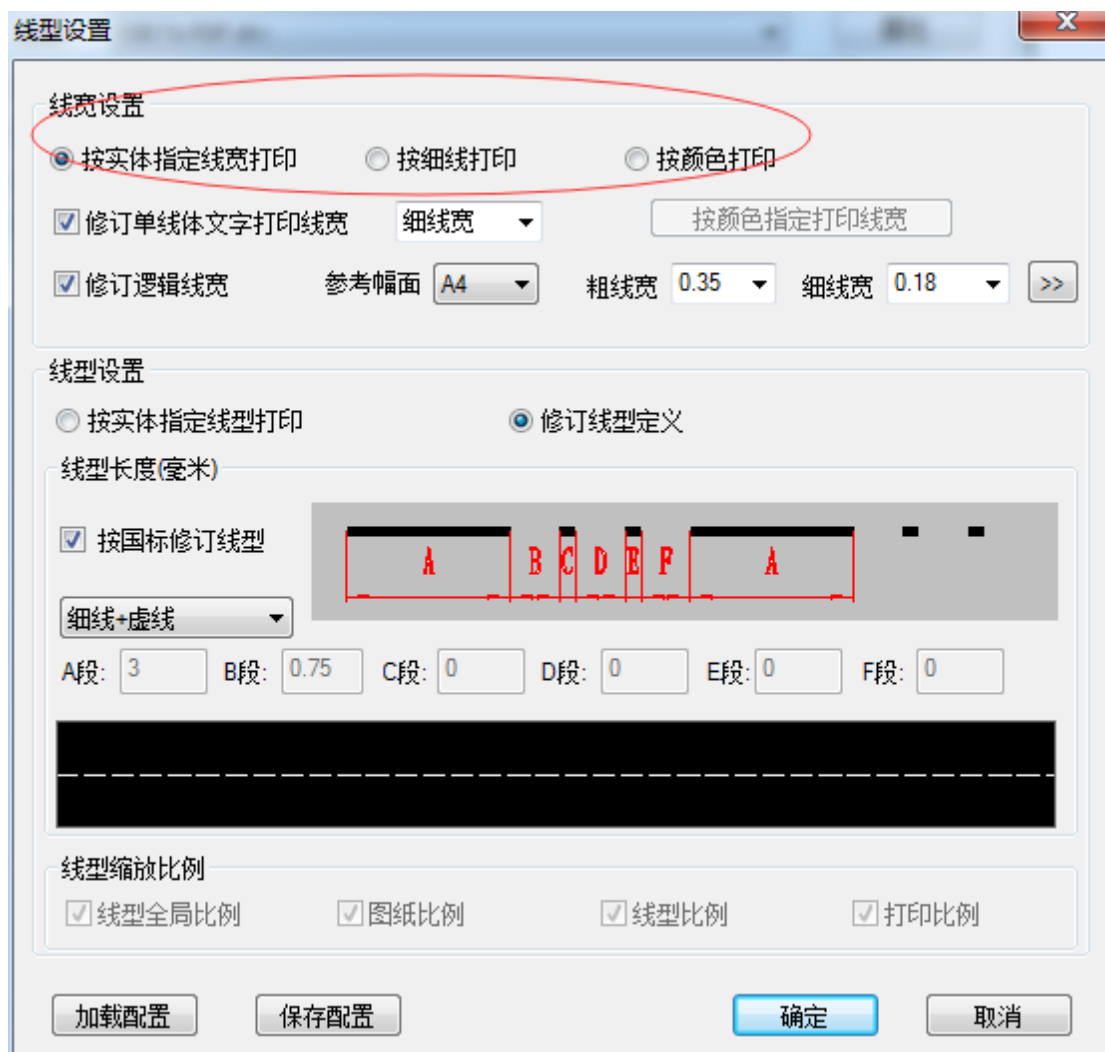 线型设置
线宽设置
按实体指定线宽打印 按细线打印 按颜色打印
修订单线体文字打印线宽 细线宽 按颜色指定打印线宽
修订逻辑线宽 参考幅面 A4 粗线宽 0.35 细线宽 0.18 >>
线型设置
按实体指定线型打印 修订线型定义
线型长度(毫米)
按国标修订线型
A B C D E F A
细线+虚线
A段: 3 B段: 0.75 C段: 0 D段: 0 E段: 0 F段: 0
线型缩放比例
线型全局比例 图纸比例 线型比例 打印比例
加载配置 保存配置 确定 取消